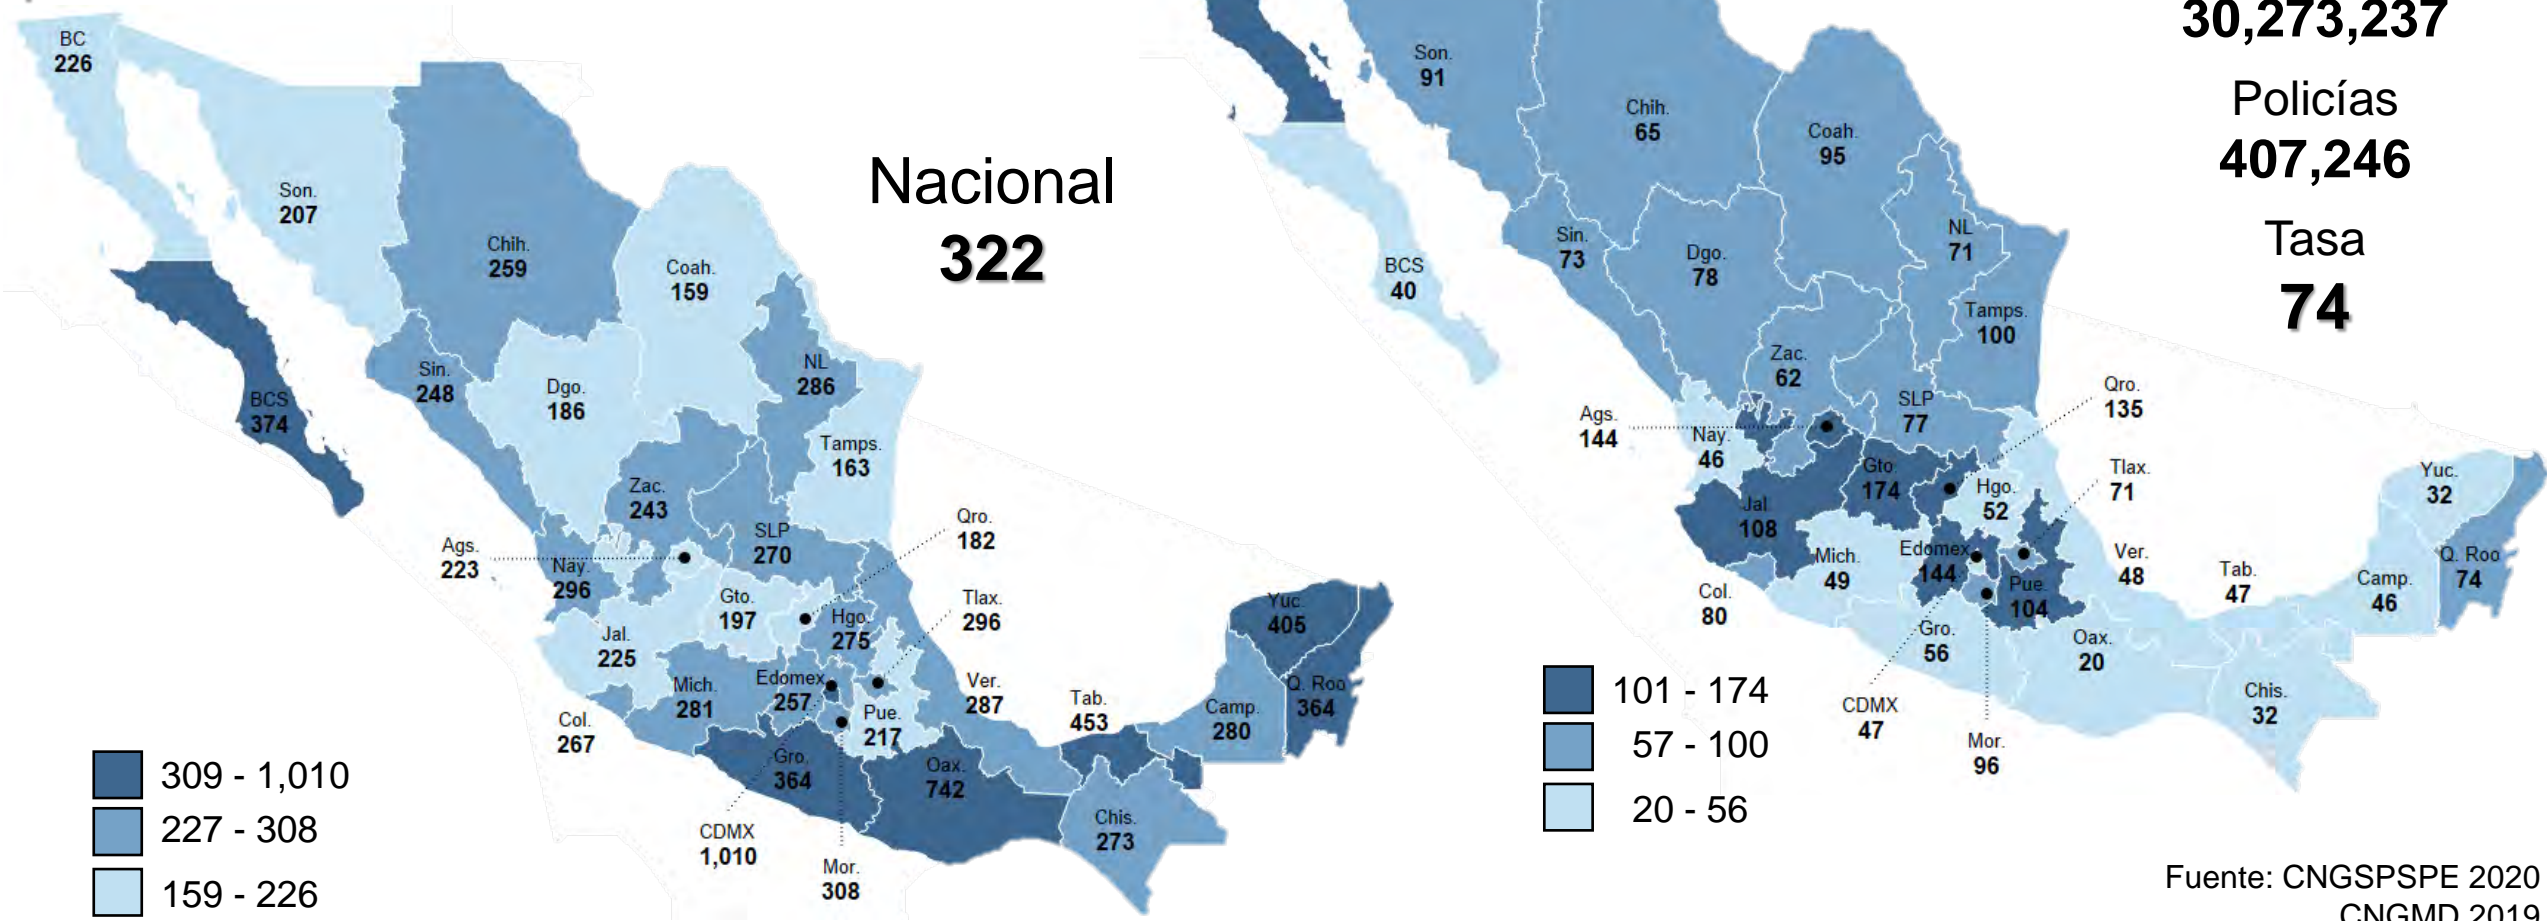 BC
226
Son.
207
Chih.
259
Coah.
159
Nacional
322
BCS
374
Sin.
248
Dgo.
186
NL
286
Tamps.
163
Zac.
243
SLP
270
Qro.
182
Ags.
223
Nay.
296
Gto.
197
Hgo.
275
Tlax.
296
Jal.
225
Mich.
281
Edomex
257
Pue.
217
Ver.
287
Tab.
453
Yuc.
405
Q. Roo
364
Camp.
280
Col.
267
Gro.
364
Oax.
742
Chis.
273
CDMX
1,010
Mor.
308
309 - 1,010
227 - 308
159 - 226
30,273,237
Policías
407,246
Tasa
74
Son.
91
Chih.
65
Coah.
95
BCS
40
Sin.
73
Dgo.
78
NL
71
Tamps.
100
Zac.
62
SLP
77
Qro.
135
Ags.
144
Nay.
46
Gto
174
Hgo.
52
Tlax.
71
Yuc.
32
Q. Roo
74
Jal
108
Mich.
49
Edomex
144
Pue.
104
Ver.
48
Tab.
47
Camp.
46
Col.
80
Gro.
56
Oax.
20
Chis.
32
CDMX
47
Mor.
96
101 - 174
57 - 100
20 - 56
Fuente: CNGSPSPE 2020
CNGMD 2019